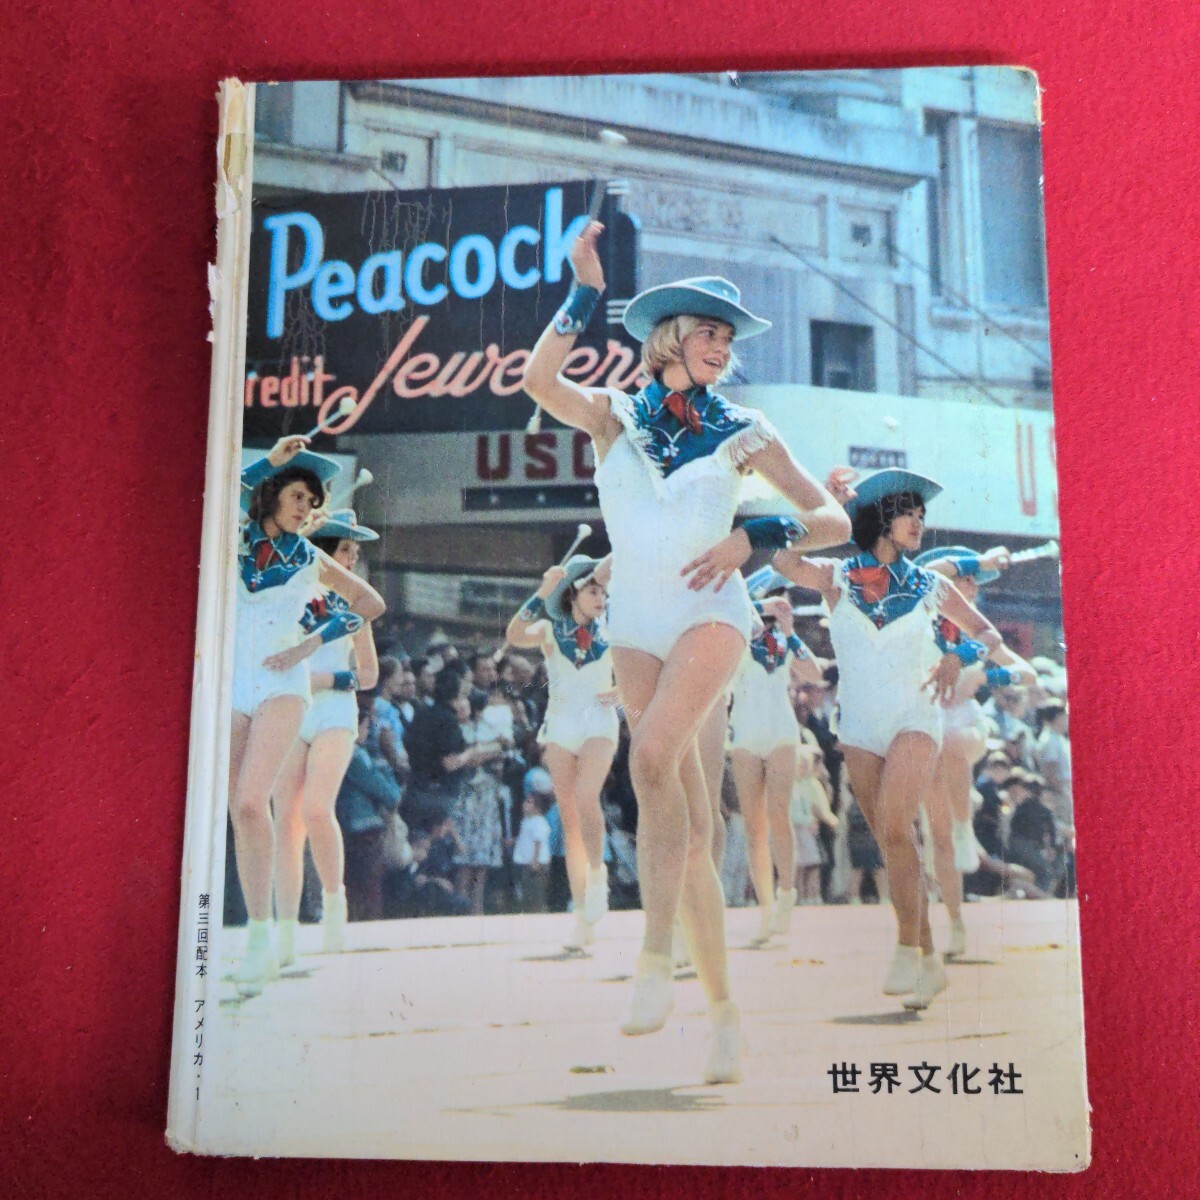 Peacock
redit Jewelers
USO
U
第三回配本 アメリカ・1
世界文化社